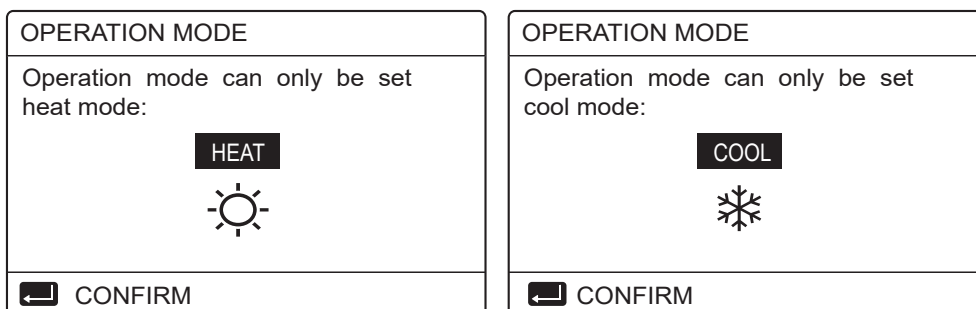 OPERATION MODE
Operation mode can only be set
heat mode:
HEAT
CONFIRM
OPERATION MODE
Operation mode can only be set
cool mode:
COOL
CONFIRM